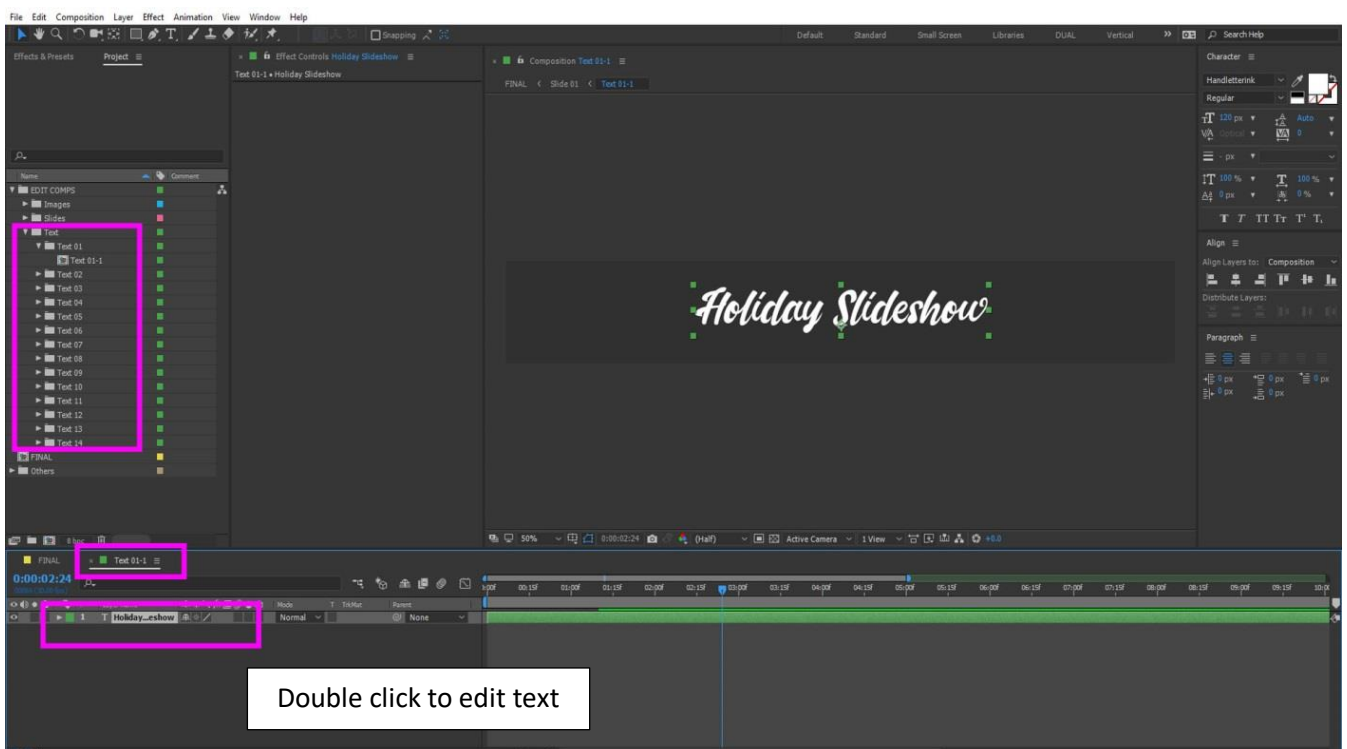 File Edit Composition Layer Effect Animation View Window Help
Snapping
Default Standard Small Screen Libraries DUAL Vertical » Search Help
Effects & Presets Project
Effect Controls Holiday Slideshow
Text 01-1 • Holiday Slideshow
Composition Text 01-1
FINAL < Slide 01 < Text 01-1
Name Comment
EDIT COMPS
Images
Slides
Text
Text 01
Text 01-1
Text 02
Text 03
Text 04
Text 05
Text 06
Text 07
Text 08
Text 09
Text 10
Text 11
Text 12
Text 13
Text 14
FINAL
Others
Holiday Slideshow
Character
Handletterink
Regular
120 px Auto
Optical 0
- px
100 % 100 %
0 px 0 %
T T TT Tr T' T,
Align
Align Layers to: Composition
Distribute Layers:
Paragraph
0 px 0 px 0 px
0 px 0 px
8 bpc
50% 0:00:02:24 (Half) Active Camera 1 View +0.0
FINAL Text 01-1
0:00:02:24
Mode T TrkMat Parent
1 T Holiday...eshow Normal None
00:15f 01:00f 01:15f 02:00f 02:15f 03:00f 03:15f 04:00f 04:15f 05:00f 05:15f 06:00f 06:15f 07:00f 07:15f 08:00f 08:15f 09:00f 09:15f
Double click to edit text